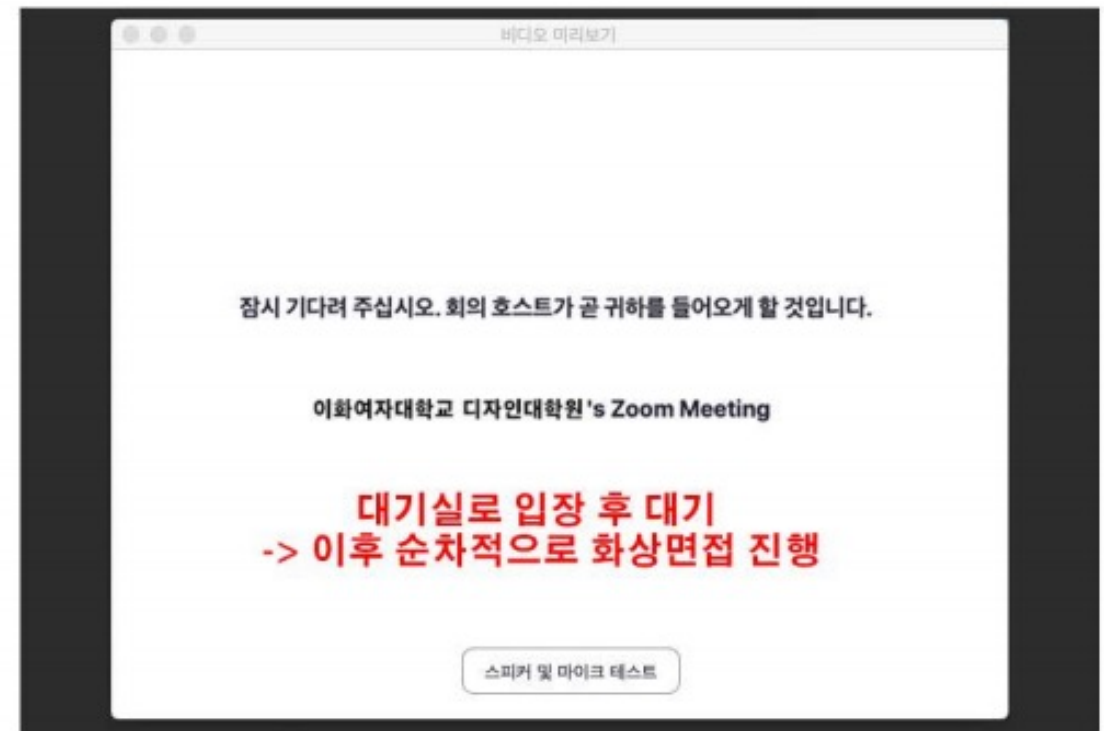 비디오 미리보기
잠시 기다려 주십시오. 회의 호스트가 곧 귀하를 들어오게 할 것입니다.
이화여자대학교 디자인대학원's Zoom Meeting
대기실로 입장 후 대기
-> 이후 순차적으로 화상면접 진행
스피커 및 마이크 테스트